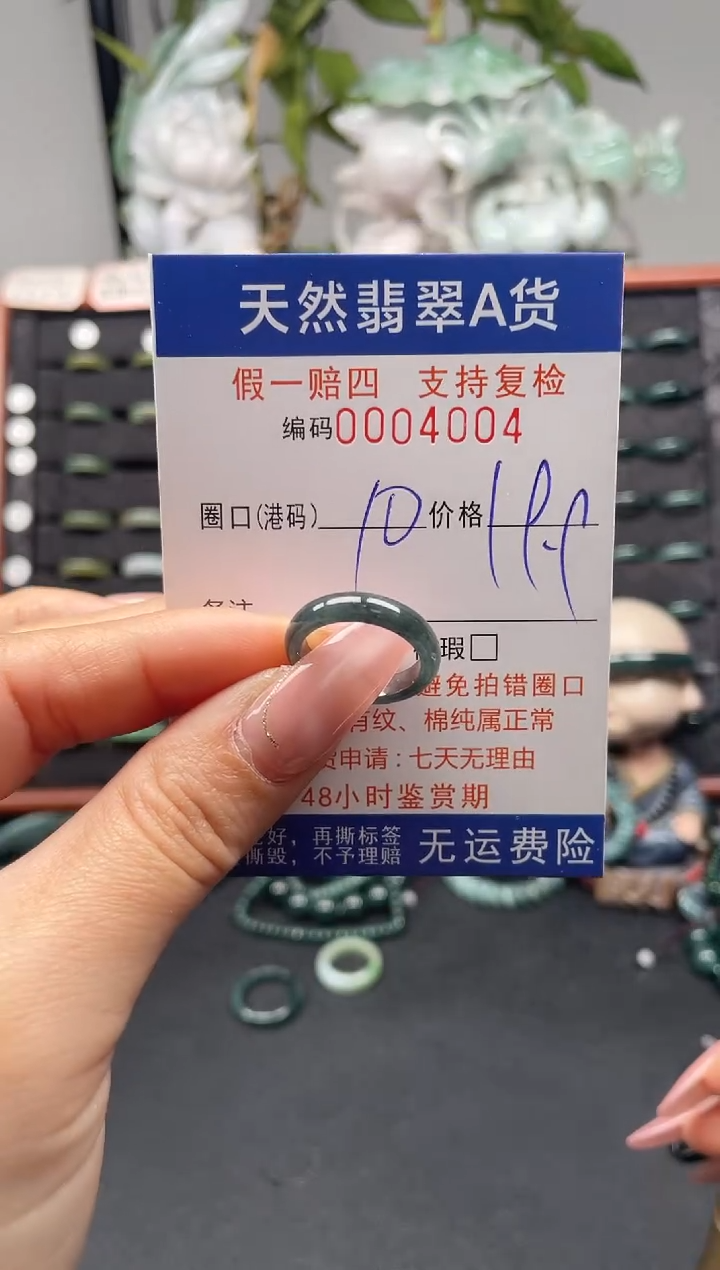 天然翡翠A货
假一赔四 支持复检
编码0004004
圈口(港码) 10 价格
备注
瑕□
避免拍错圈口
有纹、棉纯属正常
申请：七天无理由
48小时鉴赏期
好，再撕标签
撕毁，不予理赔
无运费险